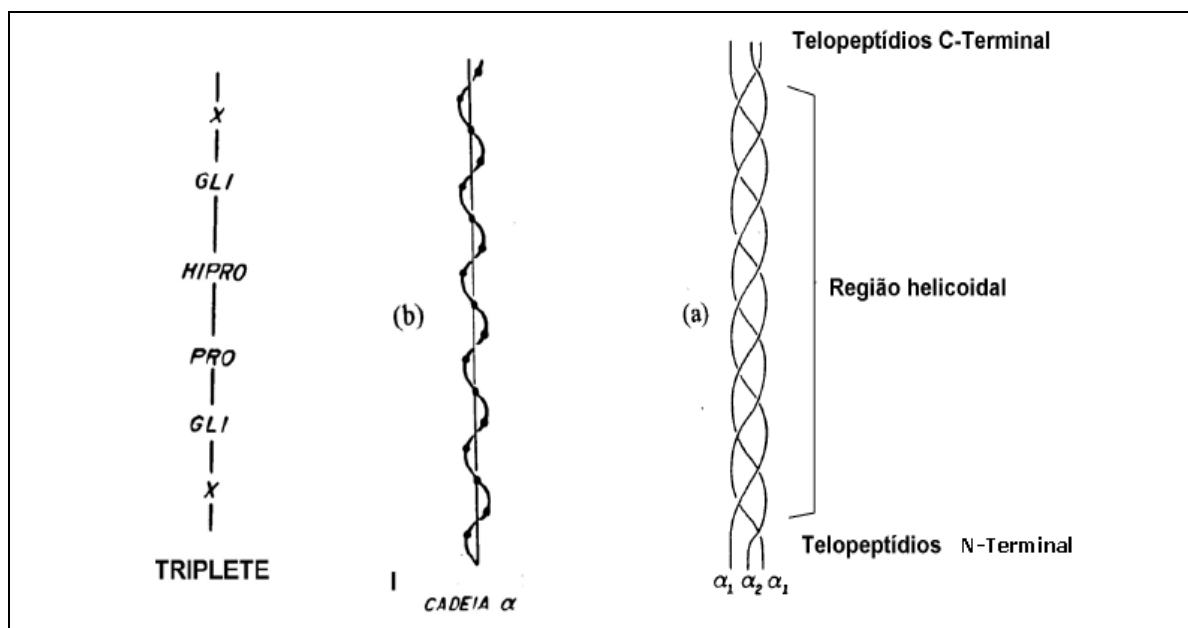 X
GLI
HIPRO
PRO
GLI
X
TRIPLETE
(b)
I
CADEIA α
Telopeptídios C-Terminal
(a)
Região helicoidal
Telopeptídios N-Terminal
α1 α2 α1